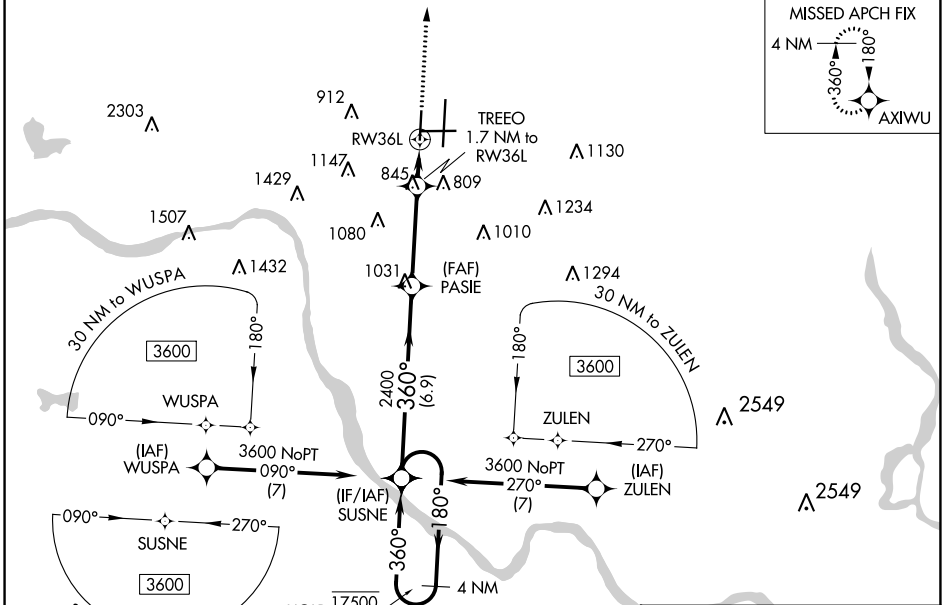 MISSED APCH FIX
4 NM
180°
360°
AXIWU
2303
912
RW36L
TREEO
1.7 NM to
RW36L
1130
1147
845
809
1429
1234
1507
1080
1010
1432
1031
(FAF)
PASIE
1294
30 NM to WUSPA
180°
3600
090°
WUSPA
30 NM to ZULEN
180°
3600
ZULEN
270°
2549
2400
360°
(6.9)
(IAF)
WUSPA
3600 NoPT
090°
(7)
(IF/IAF)
SUSNE
3600 NoPT
270°
(7)
(IAF)
ZULEN
2549
090°
270°
SUSNE
3600
360°
180°
4 NM
17500